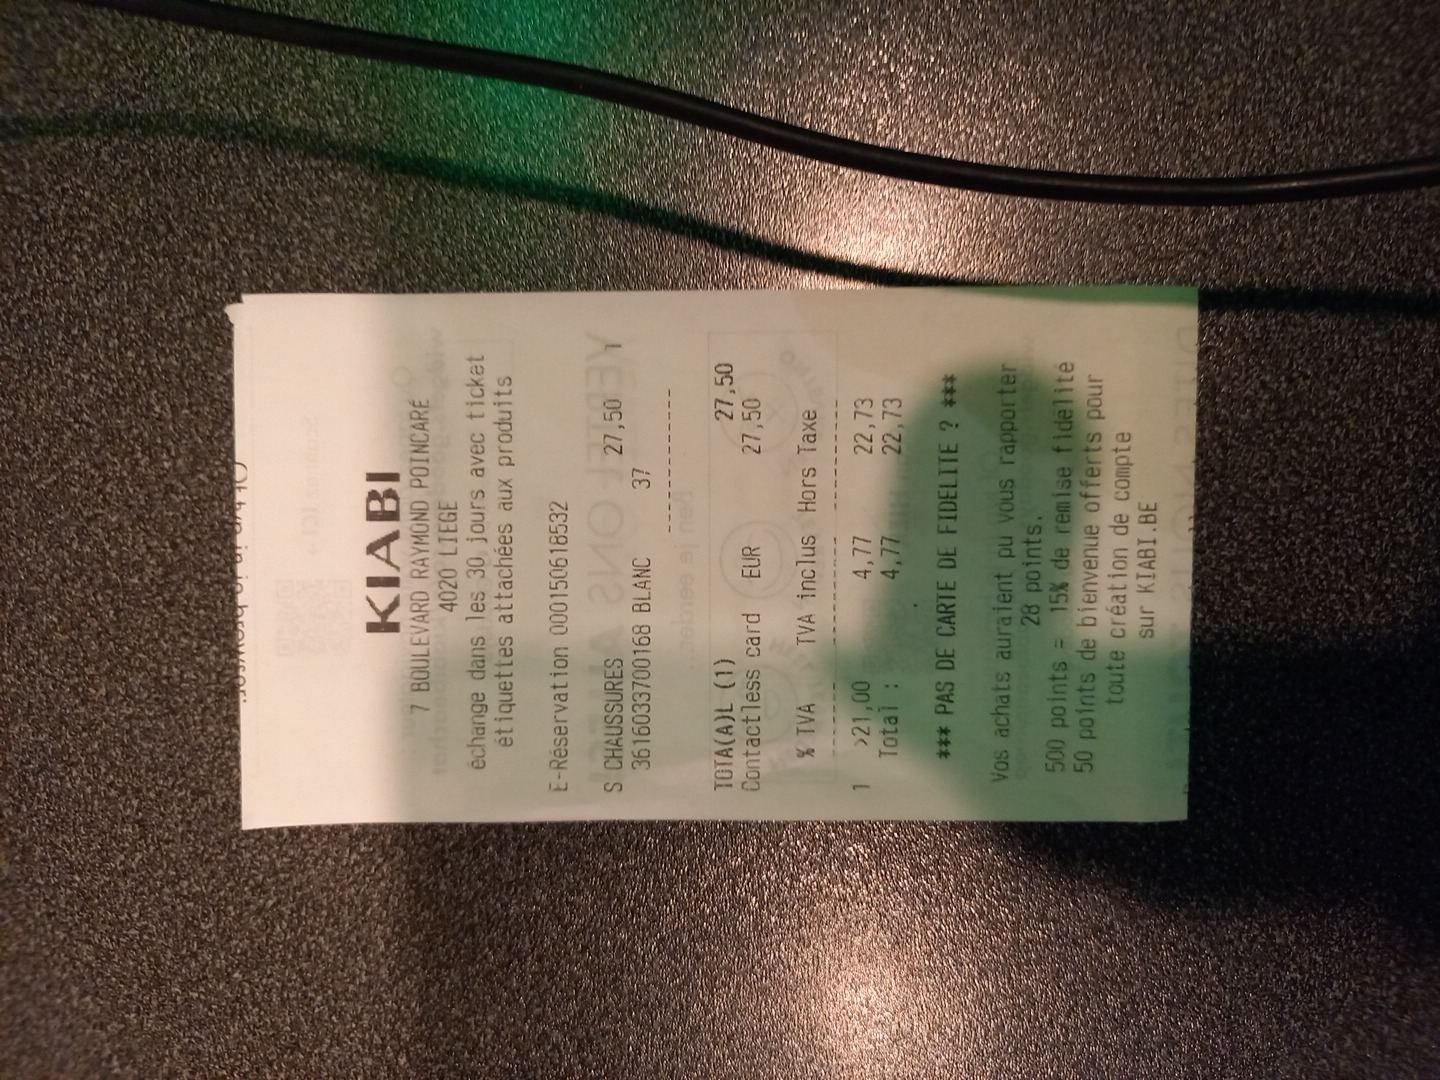 KIABI
7 BOULEVARD RAYMOND POINCARÉ
4020 LIEGE
échange dans les 30 jours avec ticket
étiquettes attachées aux produits
E-Réservation 000150618532
S CHAUSSURES 27,50 1
3616033700168 BLANC 37
TOTA(A)L (1) 27,50
Contactless card EUR 27,50
% TVA TVA inclus Hors Taxe
1 >21,00 4,77 22,73
Total : 4,77 22,73
*** PAS DE CARTE DE FIDELITE ? ***
Vos achats auraient pu vous rapporter
28 points.
500 points = 15% de remise fidélité
50 points de bienvenue offerts pour
toute création de compte
sur KIABI.BE